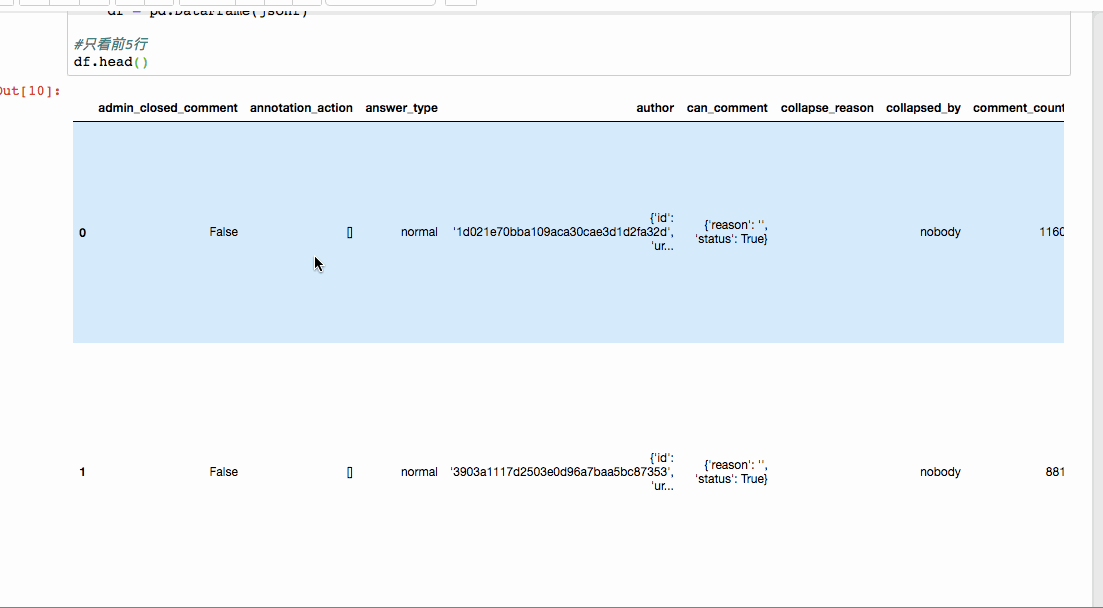 df = pd.DataFrame(jsonr)
#只看前5行
df.head()
Out[10]:
admin_closed_comment annotation_action answer_type author can_comment collapse_reason collapsed_by comment_count
{'id':
{'reason': '',
0 False [] normal '1d021e70bba109aca30cae3d1d2fa32d', nobody 1160
'status': True}
'ur...
{'id':
{'reason': '',
1 False [] normal '3903a1117d2503e0d96a7baa5bc87353', nobody 881
'status': True}
'ur...